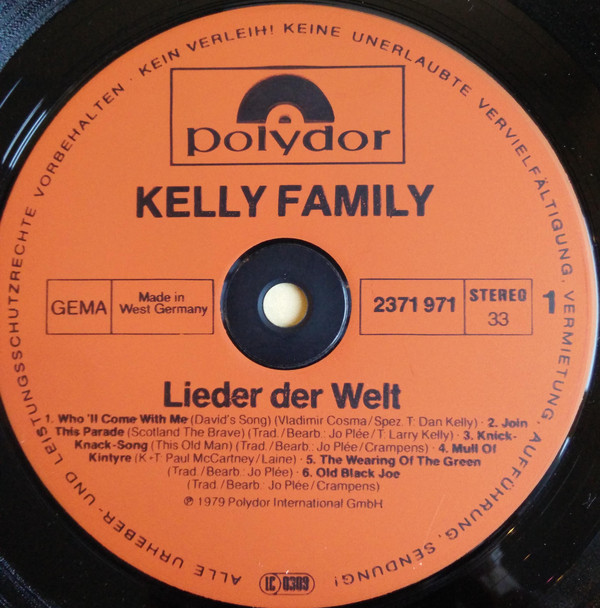 ALLE URHEBER- UND LEISTUNGSSCHUTZRECHTE VORBEHALTEN · KEIN VERLEIH! KEINE UNERLAUBTE VERVIELFÄLTIGUNG, VERMIETUNG, AUFFÜHRUNG, SENDUNG!
polydor
KELLY FAMILY
GEMA
Made in
West Germany
2371 971
STEREO
33
1
Lieder der Welt
1. Who 'll Come With Me (David's Song) (Vladimir Cosma/Spez. T: Dan Kelly) · 2. Join
This Parade (Scotland The Brave) (Trad./Bearb.: Jo Plée/T: Larry Kelly) · 3. Knick-
Knack-Song (This Old Man) (Trad./Bearb.: Jo Plée/Crampens) · 4. Mull Of
Kintyre (K+T: Paul McCartney/Laine) · 5. The Wearing Of The Green
(Trad./Bearb.: Jo Plée) · 6. Old Black Joe
(Trad./Bearb.: Jo Plée/Crampens)
℗ 1979 Polydor International GmbH
LC 0309